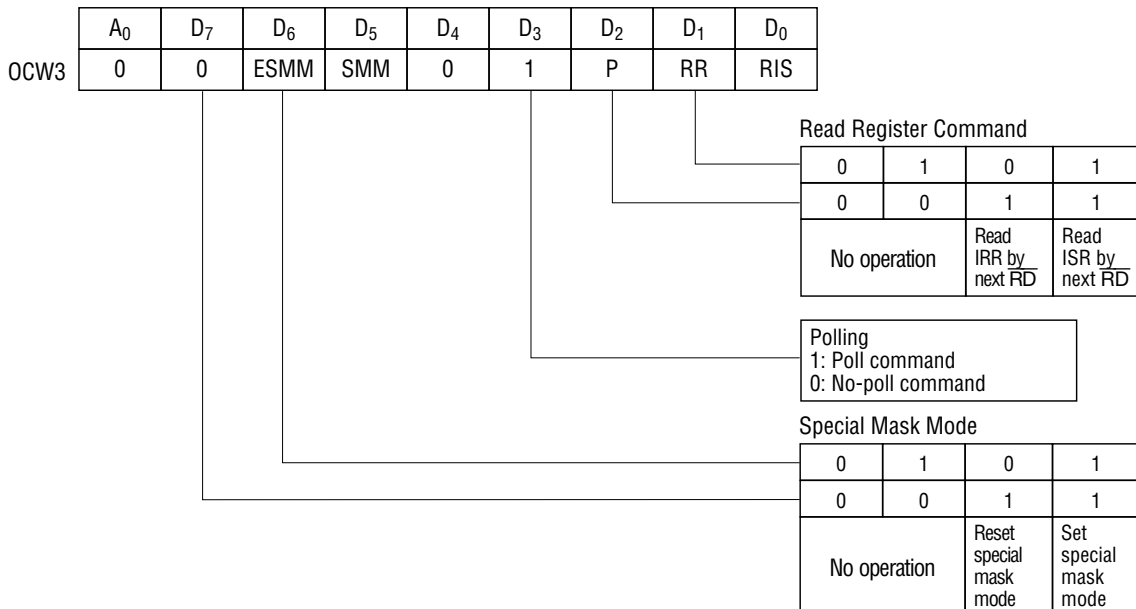 A0 D7 D6 D5 D4 D3 D2 D1 D0
OCW3 0 0 ESMM SMM 0 1 P RR RIS
Read Register Command
0 1 0 1
0 0 1 1
No operation
Read
IRR by
next RD
Read
ISR by
next RD
Polling
1: Poll command
0: No-poll command
Special Mask Mode
0 1 0 1
0 0 1 1
No operation
Reset
special
mask
mode
Set
special
mask
mode